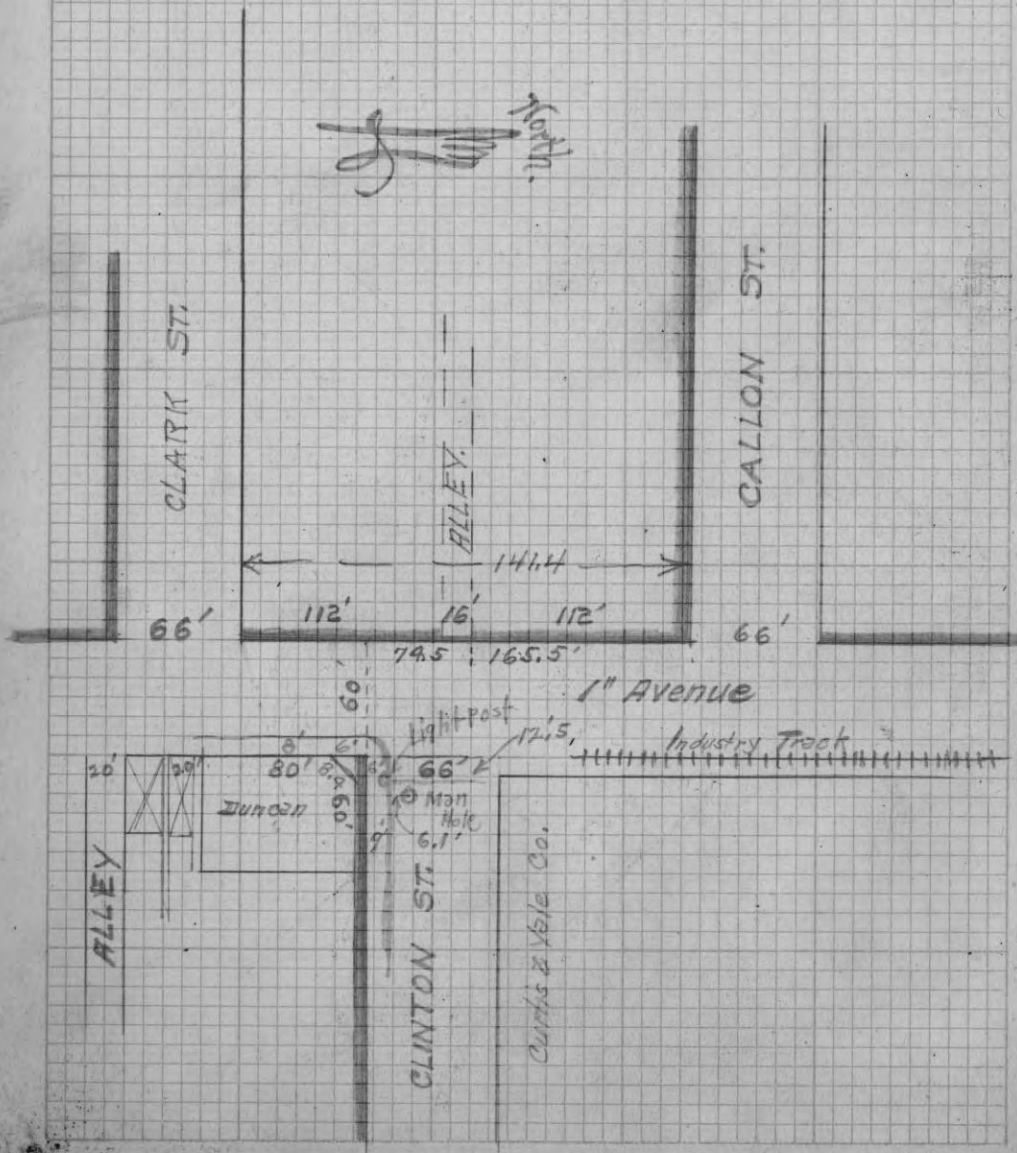 North.
CLARK ST.
CALLON ST.
ALLEY.
141.4
66' 112' 16' 112' 66'
74.5 165.5'
60'
1st Avenue
Light post
12.5,
Industry Track
20' 20' 8' 6' 6'
80' 8.9 66'
Duncan 60' Man
Hole
7' 6.1'
ALLEY
CLINTON ST.
Curtis & Yale Co.